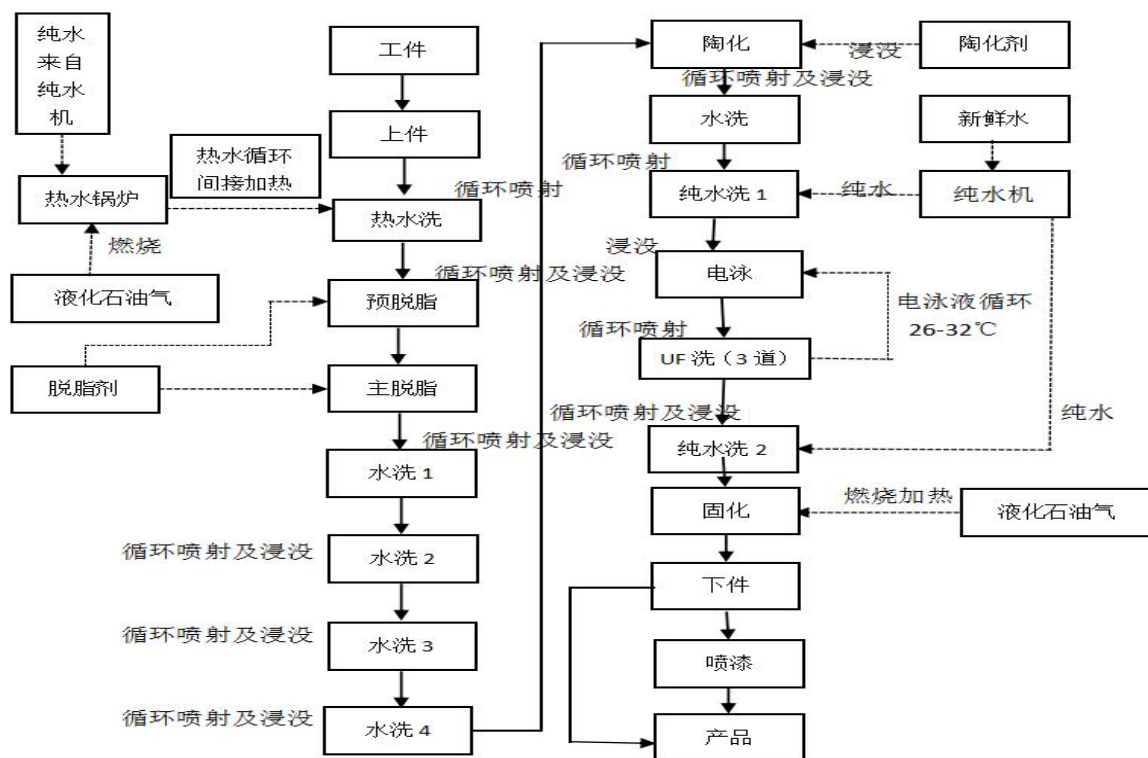 纯水
来自
纯水
机
热水循环
间接加热
热水锅炉
燃烧
液化石油气
脱脂剂
工件
上件
循环喷射
热水洗
循环喷射及浸没
预脱脂
主脱脂
循环喷射及浸没
水洗 1
循环喷射及浸没
水洗 2
循环喷射及浸没
水洗 3
循环喷射及浸没
水洗 4
陶化
浸没
陶化剂
循环喷射及浸没
水洗
新鲜水
循环喷射
纯水洗 1
纯水
纯水机
浸没
电泳
电泳液循环
26-32℃
循环喷射
UF 洗（3 道）
循环喷射及浸没
纯水
纯水洗 2
燃烧加热
固化
液化石油气
下件
喷漆
产品